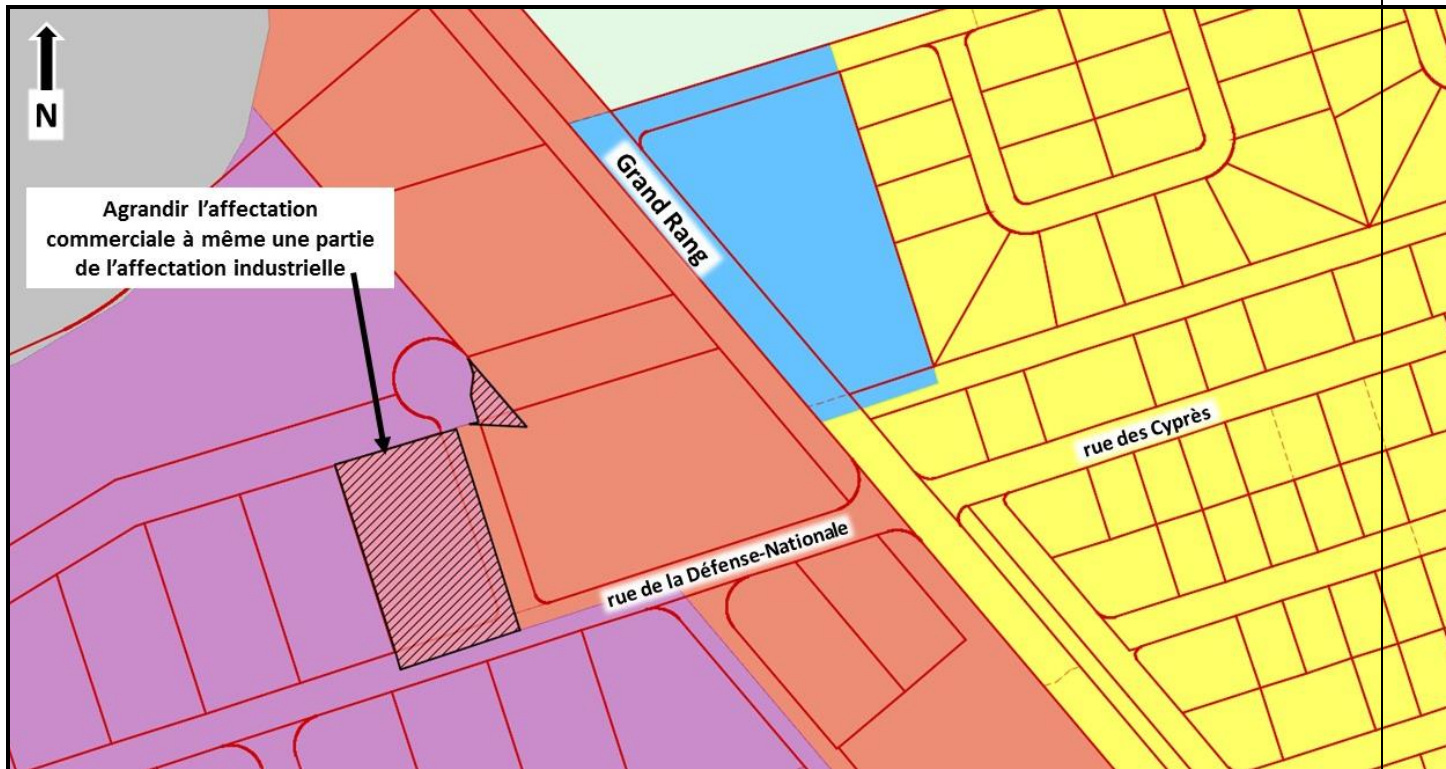 N
Agrandir l’affectation
commerciale à même une partie
de l’affectation industrielle
Grand Rang
rue des Cyprès
rue de la Défense-Nationale